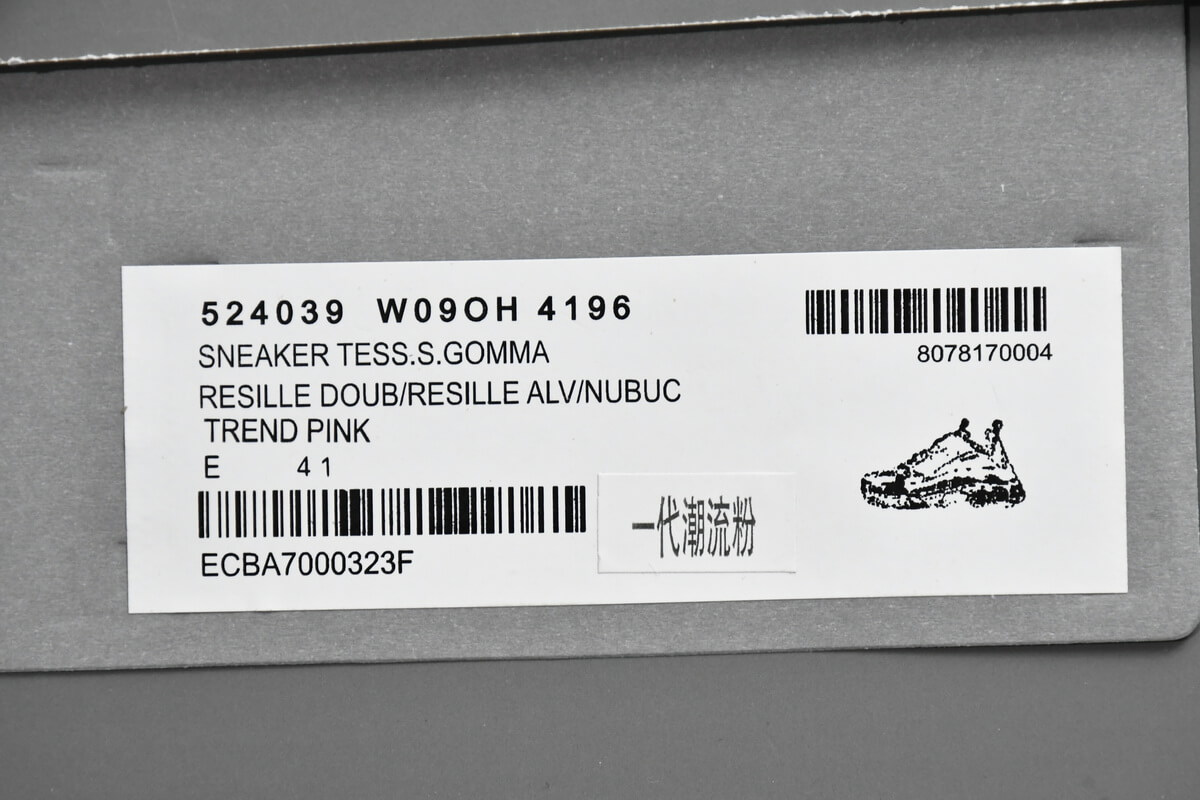 524039 W09OH 4196
SNEAKER TESS.S.GOMMA
RESILLE DOUB/RESILLE ALV/NUBUC
TREND PINK
E 41
ECBA7000323F
一代潮流粉
8078170004